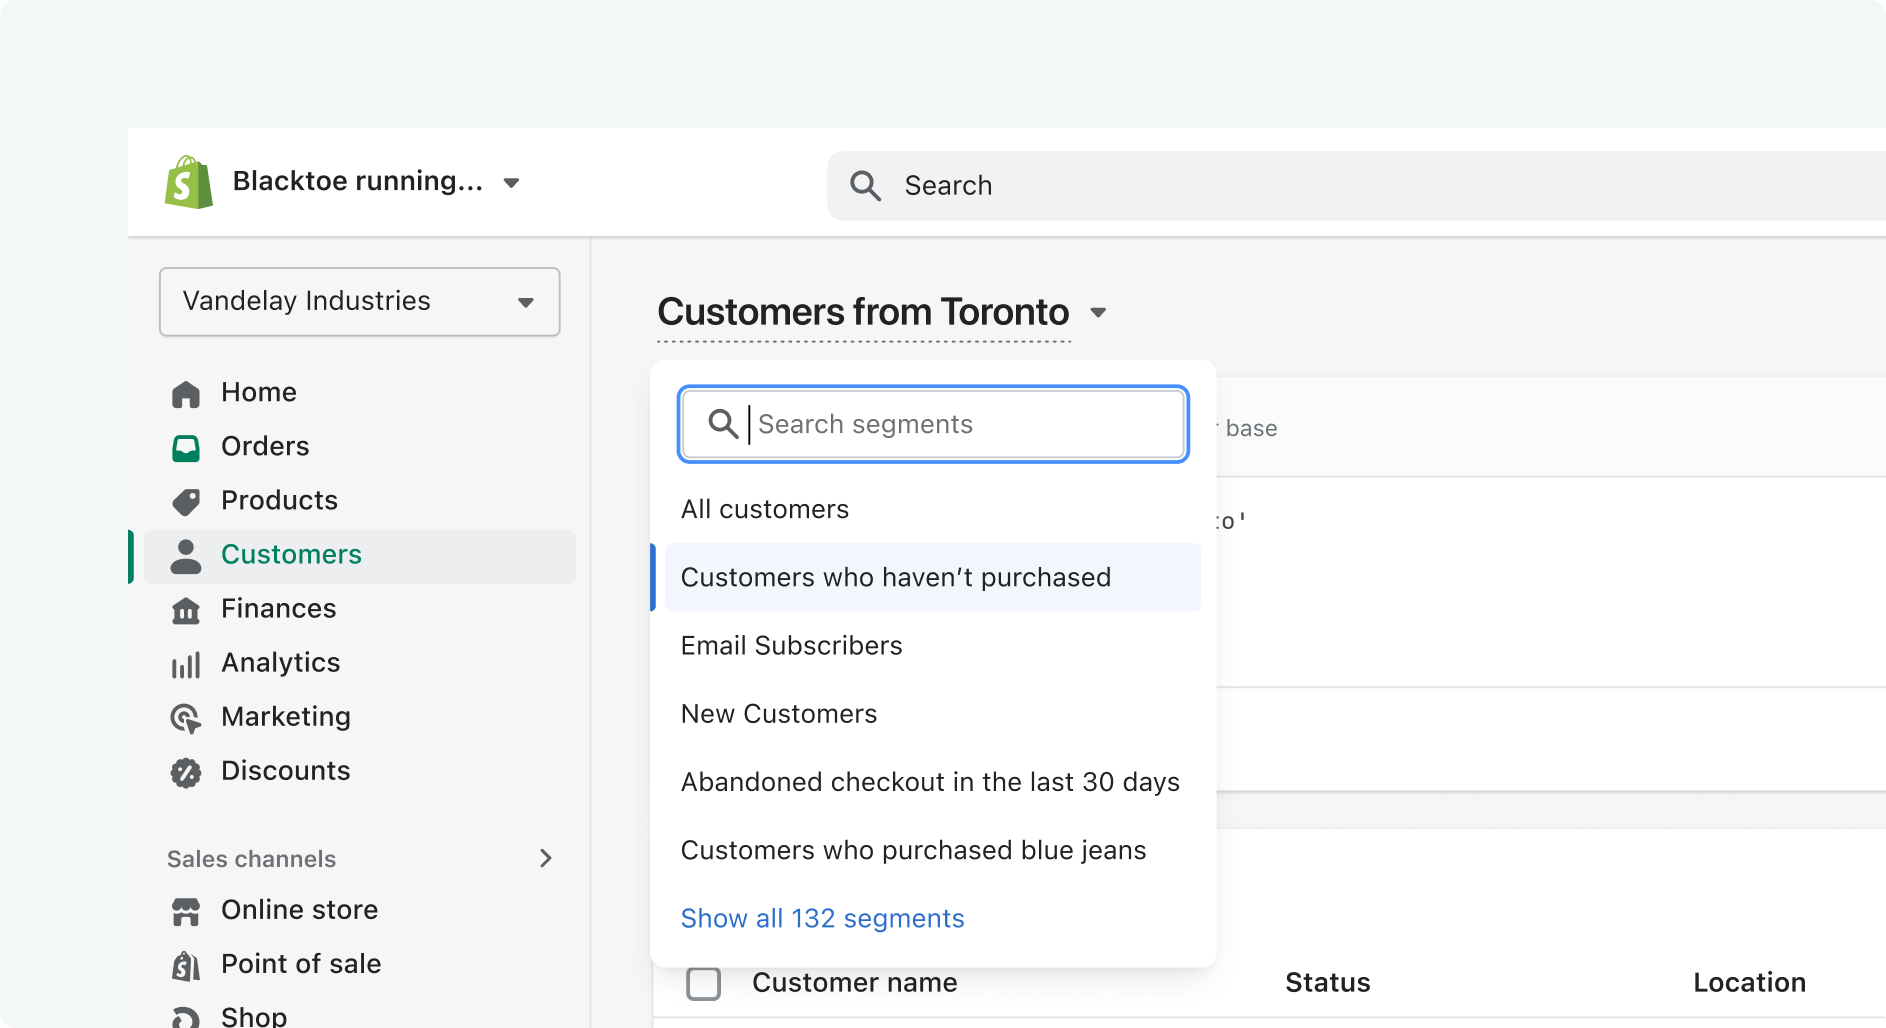 Blacktoe running...
Search
Vandelay Industries
Home
Orders
Products
Customers
Finances
Analytics
Marketing
Discounts
Sales channels
Online store
Point of sale
Shop
Customers from Toronto
Search segments
base
to'
All customers
Customers who haven’t purchased
Email Subscribers
New Customers
Abandoned checkout in the last 30 days
Customers who purchased blue jeans
Show all 132 segments
Customer name Status Location